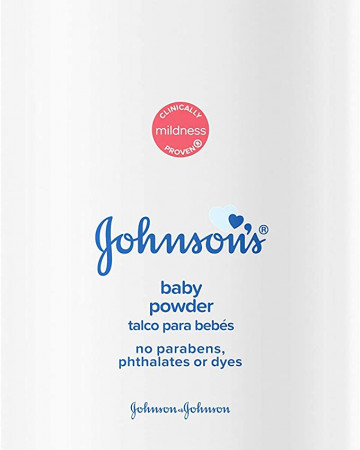 CLINICALLY
mildness
PROVEN®
Johnson's®
baby
powder
talco para bebés
no parabens,
phthalates or dyes
Johnson & Johnson